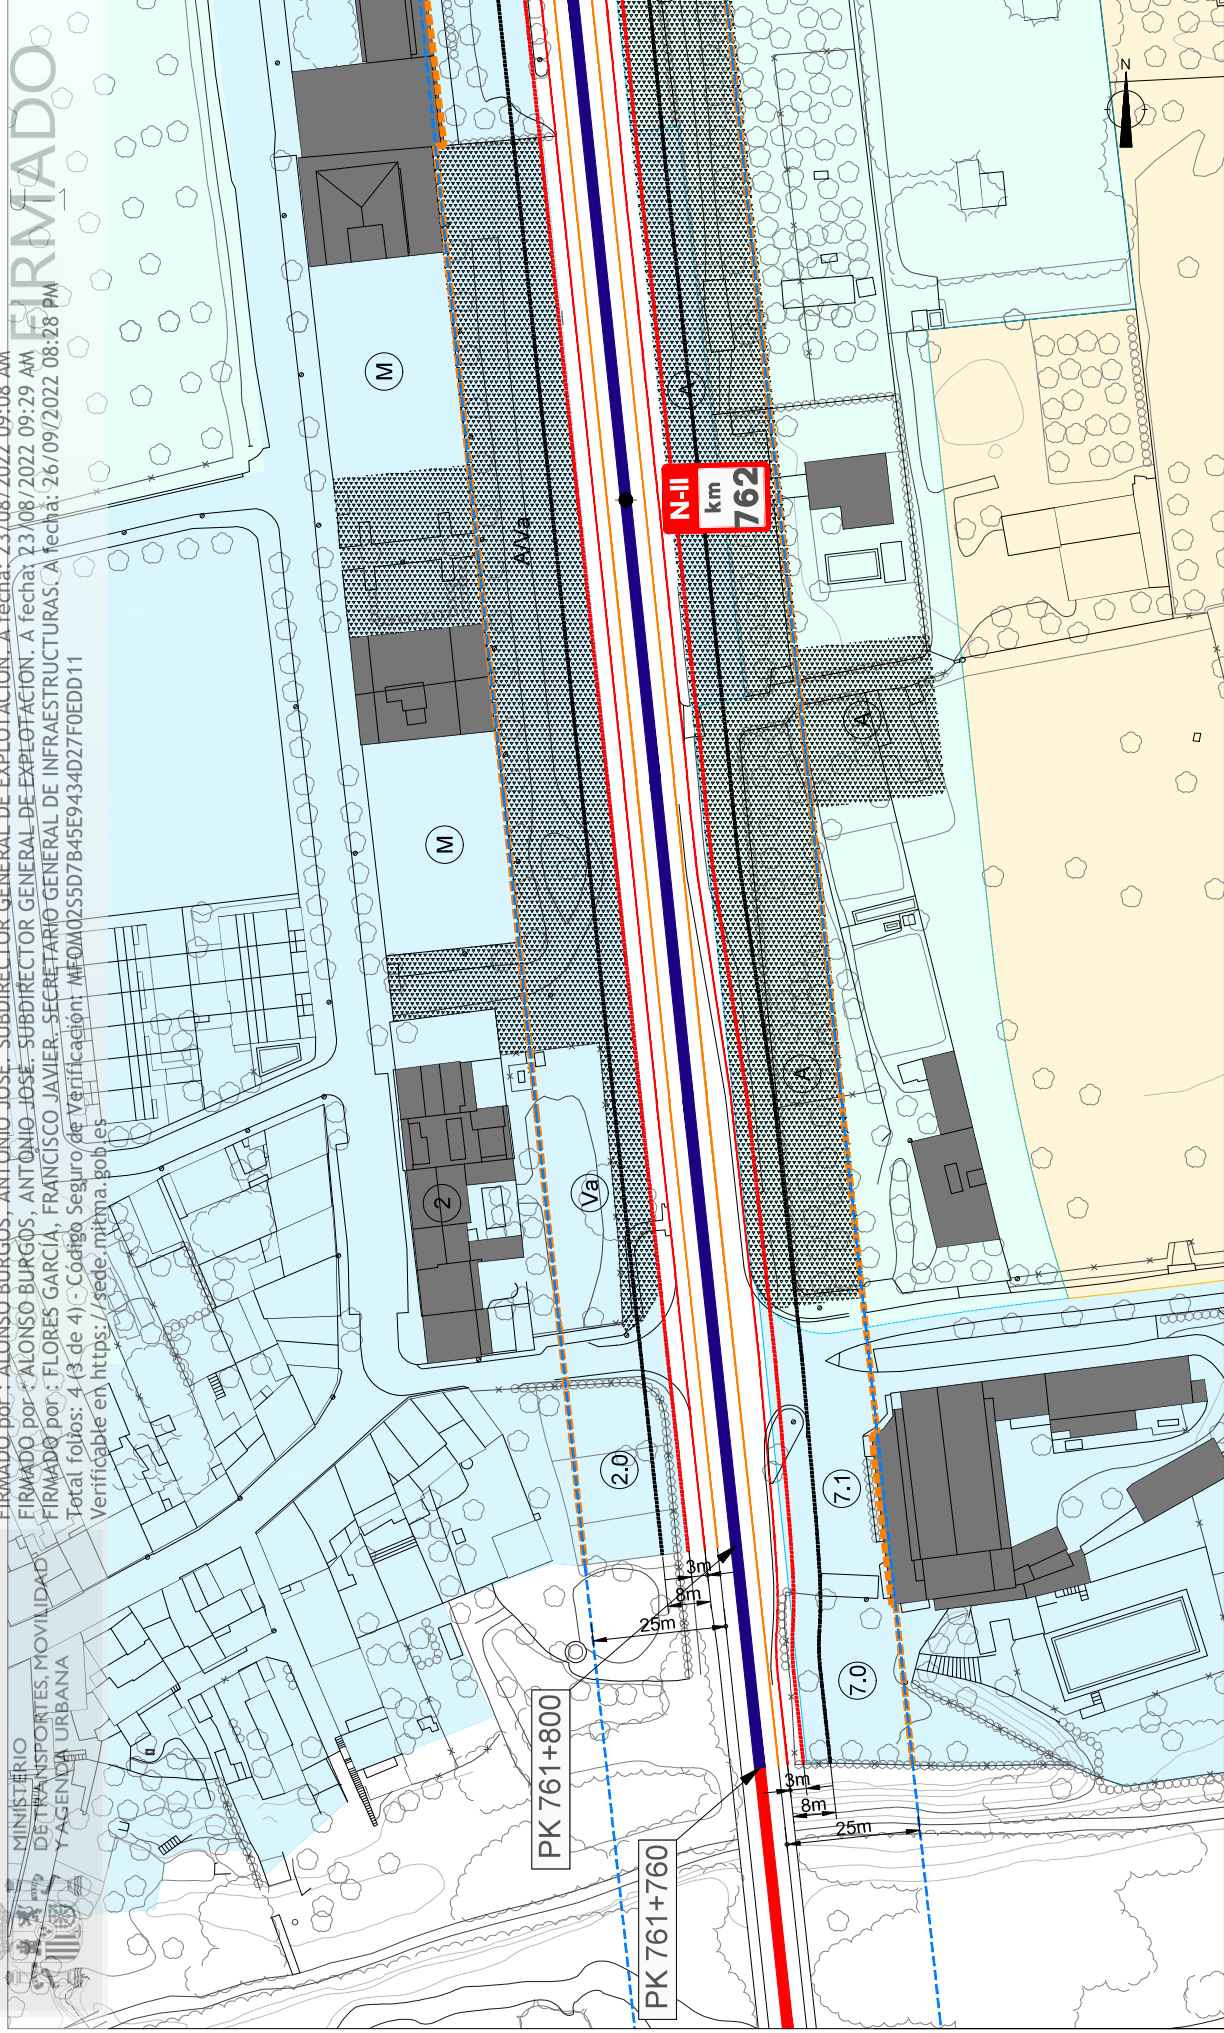 FIRMADO por : ALONSO BURGOS, ANTONIO JOSE. SUBDIRECTOR GENERAL DE EXPLOTACION. A fecha: 23/08/2022 09:08 AM
FIRMADO por : ALONSO BURGOS, ANTONIO JOSE. SUBDIRECTOR GENERAL DE EXPLOTACION. A fecha: 23/08/2022 09:29 AM
FIRMADO por : FLORES GARCÍA, FRANCISCO JAVIER. SECRETARIO GENERAL DE INFRAESTRUCTURAS. A fecha: 26/09/2022 08:28 PM
Total folios: 4 (3 de 4) - Código Seguro de Verificación: MFOM02S5D7B45E9434D27F0EDD11
Verificable en https://sede.mitma.gob.es
FIRMADO
MINISTERIO
DE TRANSPORTES, MOVILIDAD
Y AGENDA URBANA
N
M
M
A/Va
A
N-II
km
762
A
A
2
Va
2.0
7.1
7.0
3m
8m
25m
3m
8m
25m
PK 761+800
PK 761+760